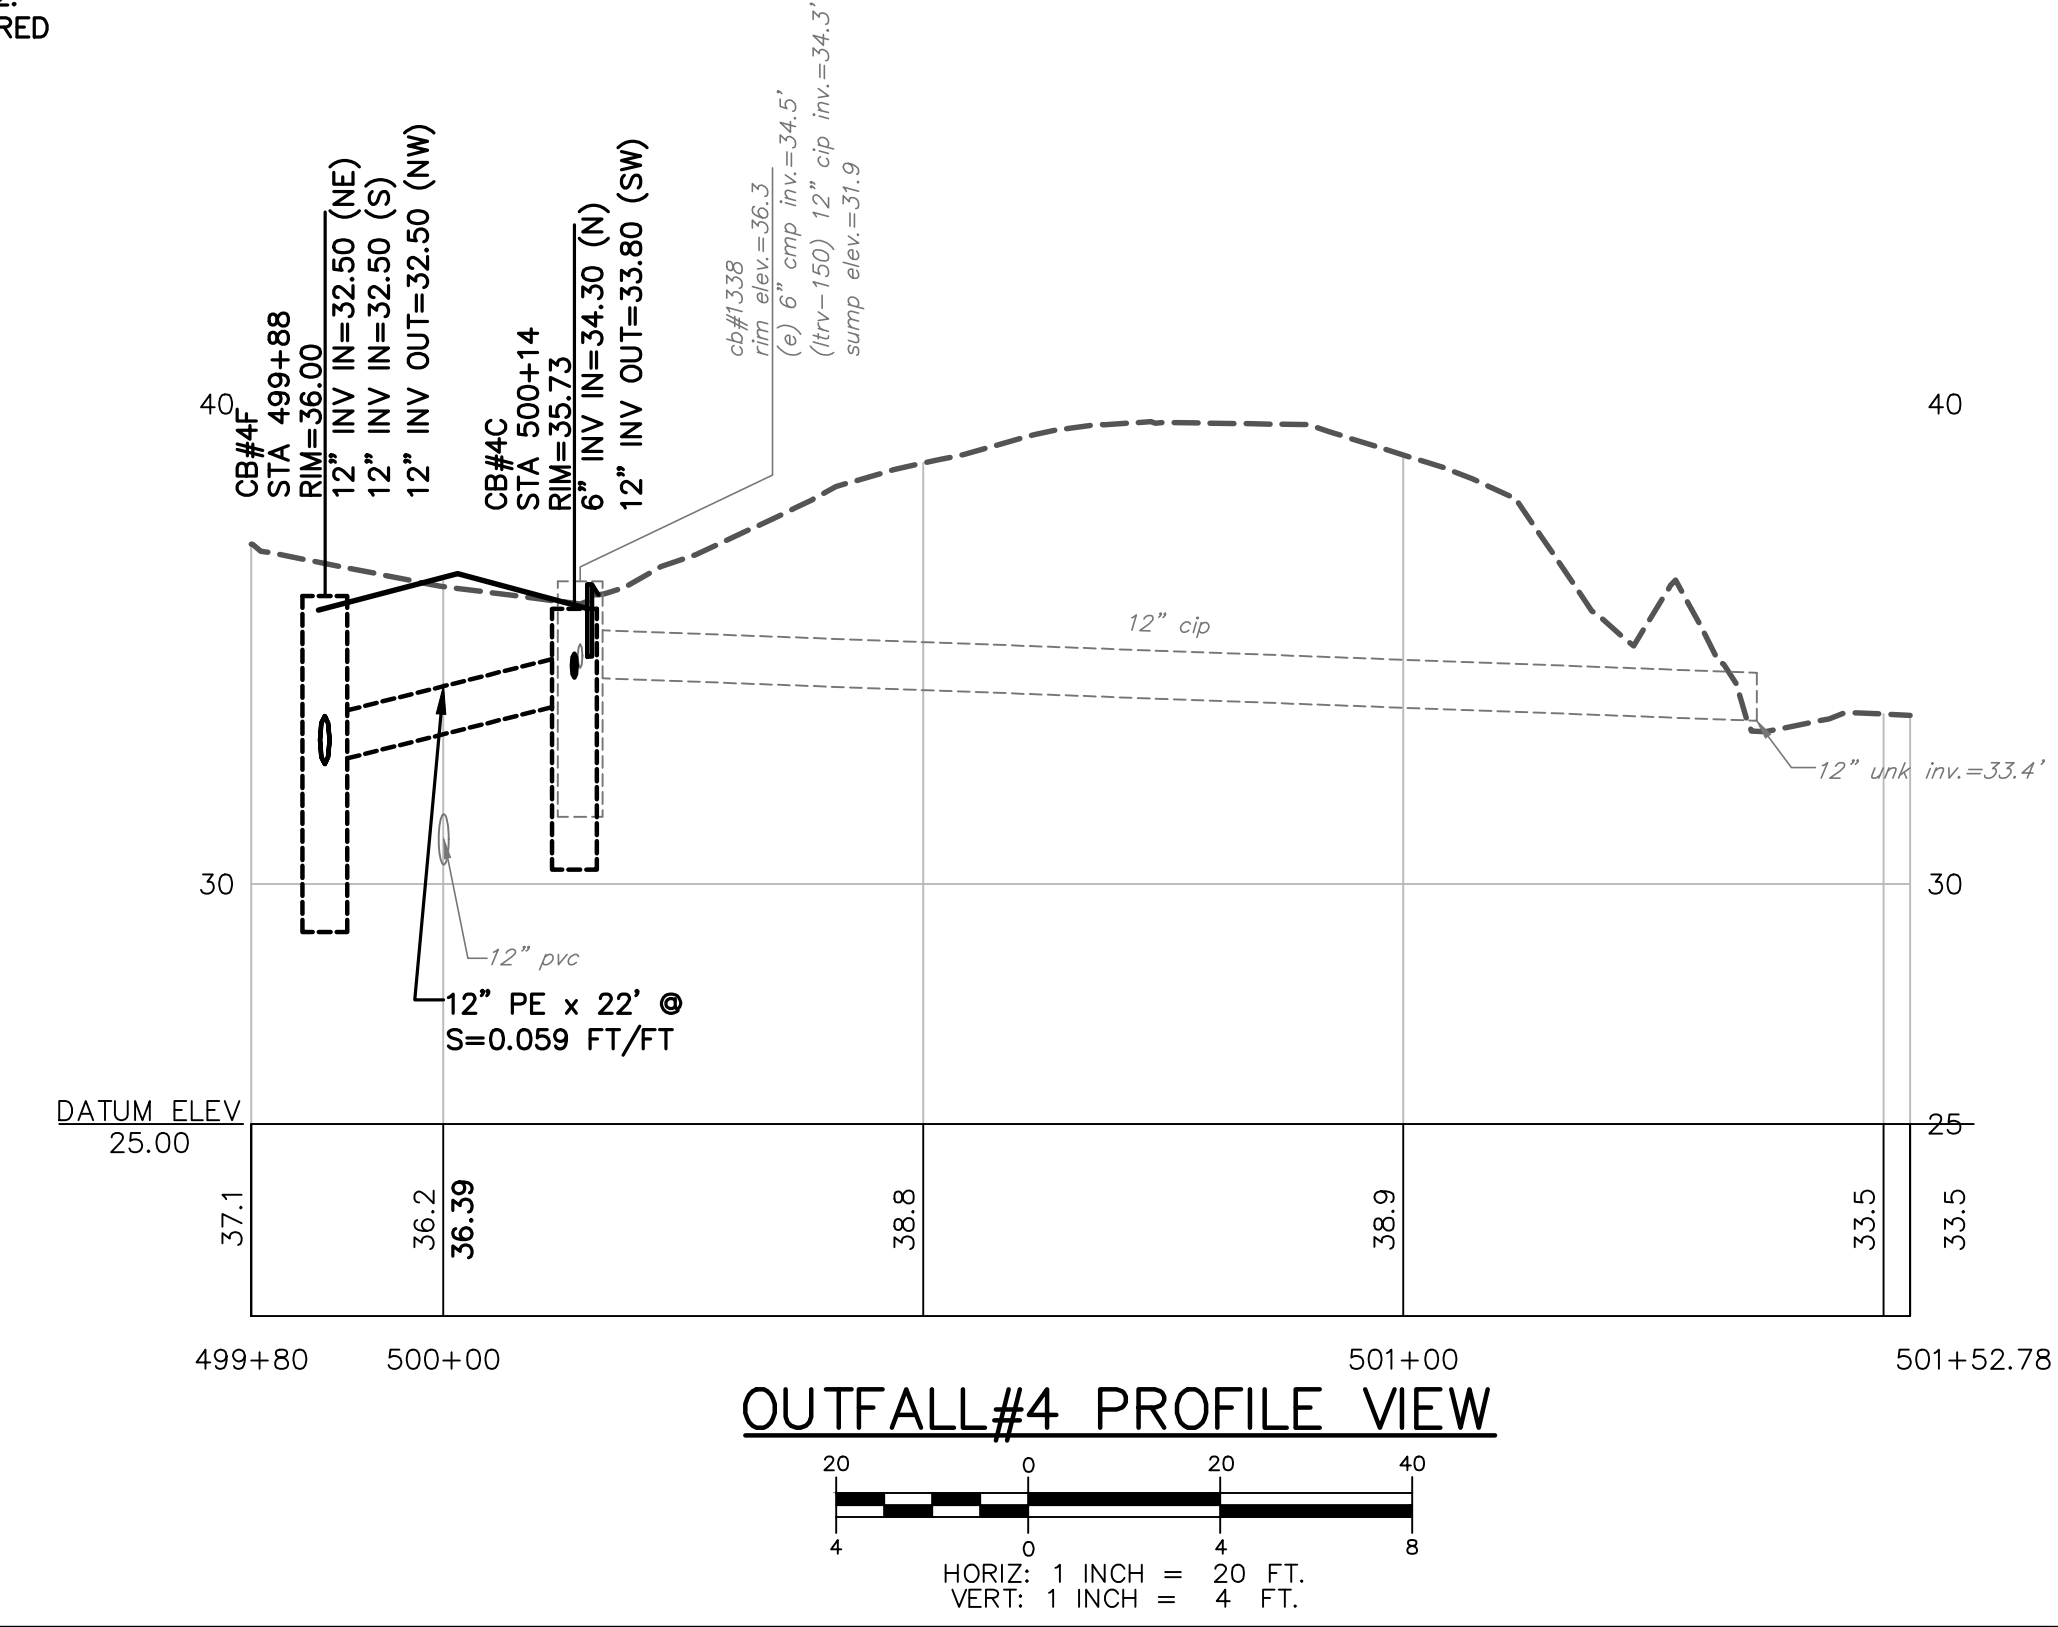 RED
CB#4F
STA 499+88
RIM=36.00
12" INV IN=32.50 (NE)
12" INV IN=32.50 (S)
12" INV OUT=32.50 (NW)
CB#4C
STA 500+14
RIM=35.73
6" INV IN=34.30 (N)
12" INV OUT=33.80 (SW)
cb#1338
rim elev.=36.3
(e) 6" cmp inv.=34.5'
(ltrv-150) 12" cip inv.=34.3'
sump elev.=31.9
40
40
12" cip
12" unk inv.=33.4'
30
30
12" pvc
12" PE x 22' @
S=0.059 FT/FT
DATUM ELEV
25.00
25
37.1
36.2
36.39
38.8
38.9
33.5
33.5
499+80
500+00
501+00
501+52.78
OUTFALL#4 PROFILE VIEW
20 0 20 40
4 0 4 8
HORIZ: 1 INCH = 20 FT.
VERT: 1 INCH = 4 FT.